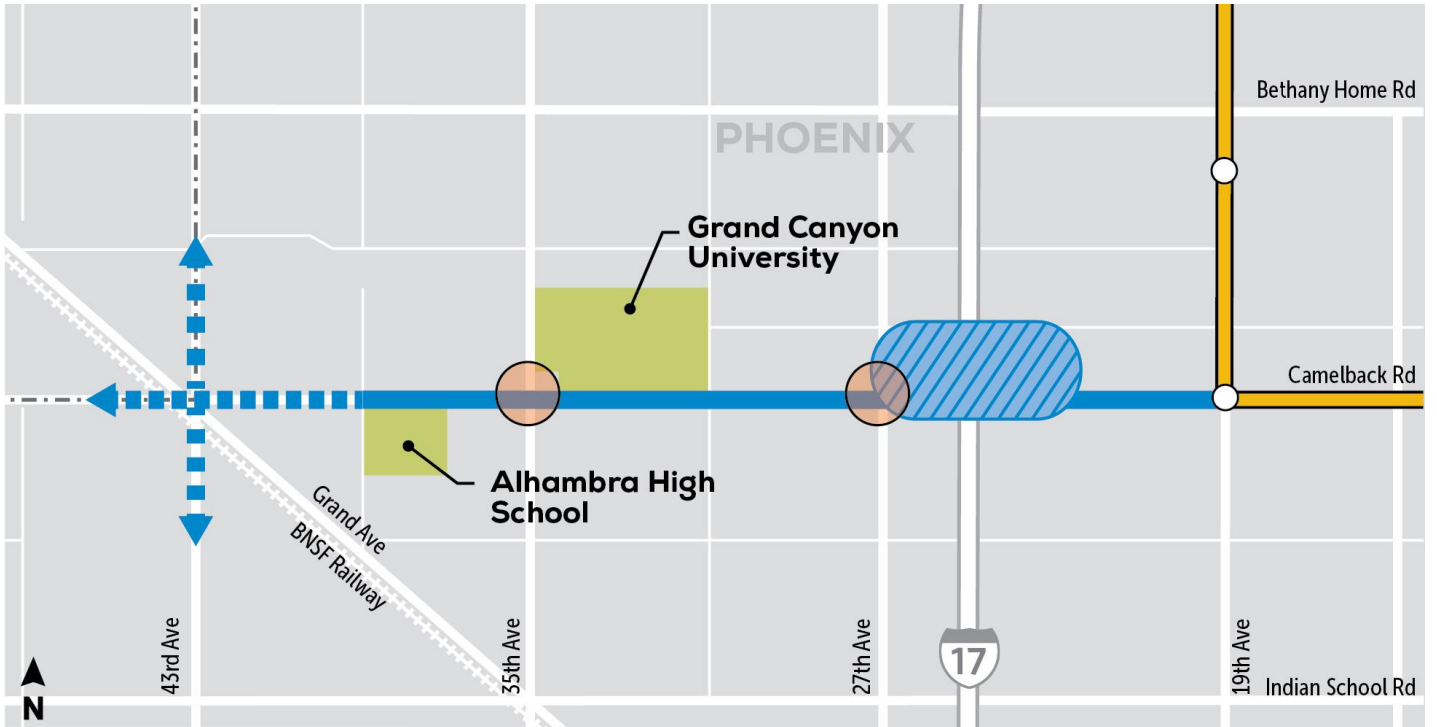 Bethany Home Rd
PHOENIX
Grand Canyon
University
Camelback Rd
Alhambra High
School
Grand Ave
BNSF Railway
43rd Ave
35th Ave
27th Ave
17
19th Ave
Indian School Rd
N